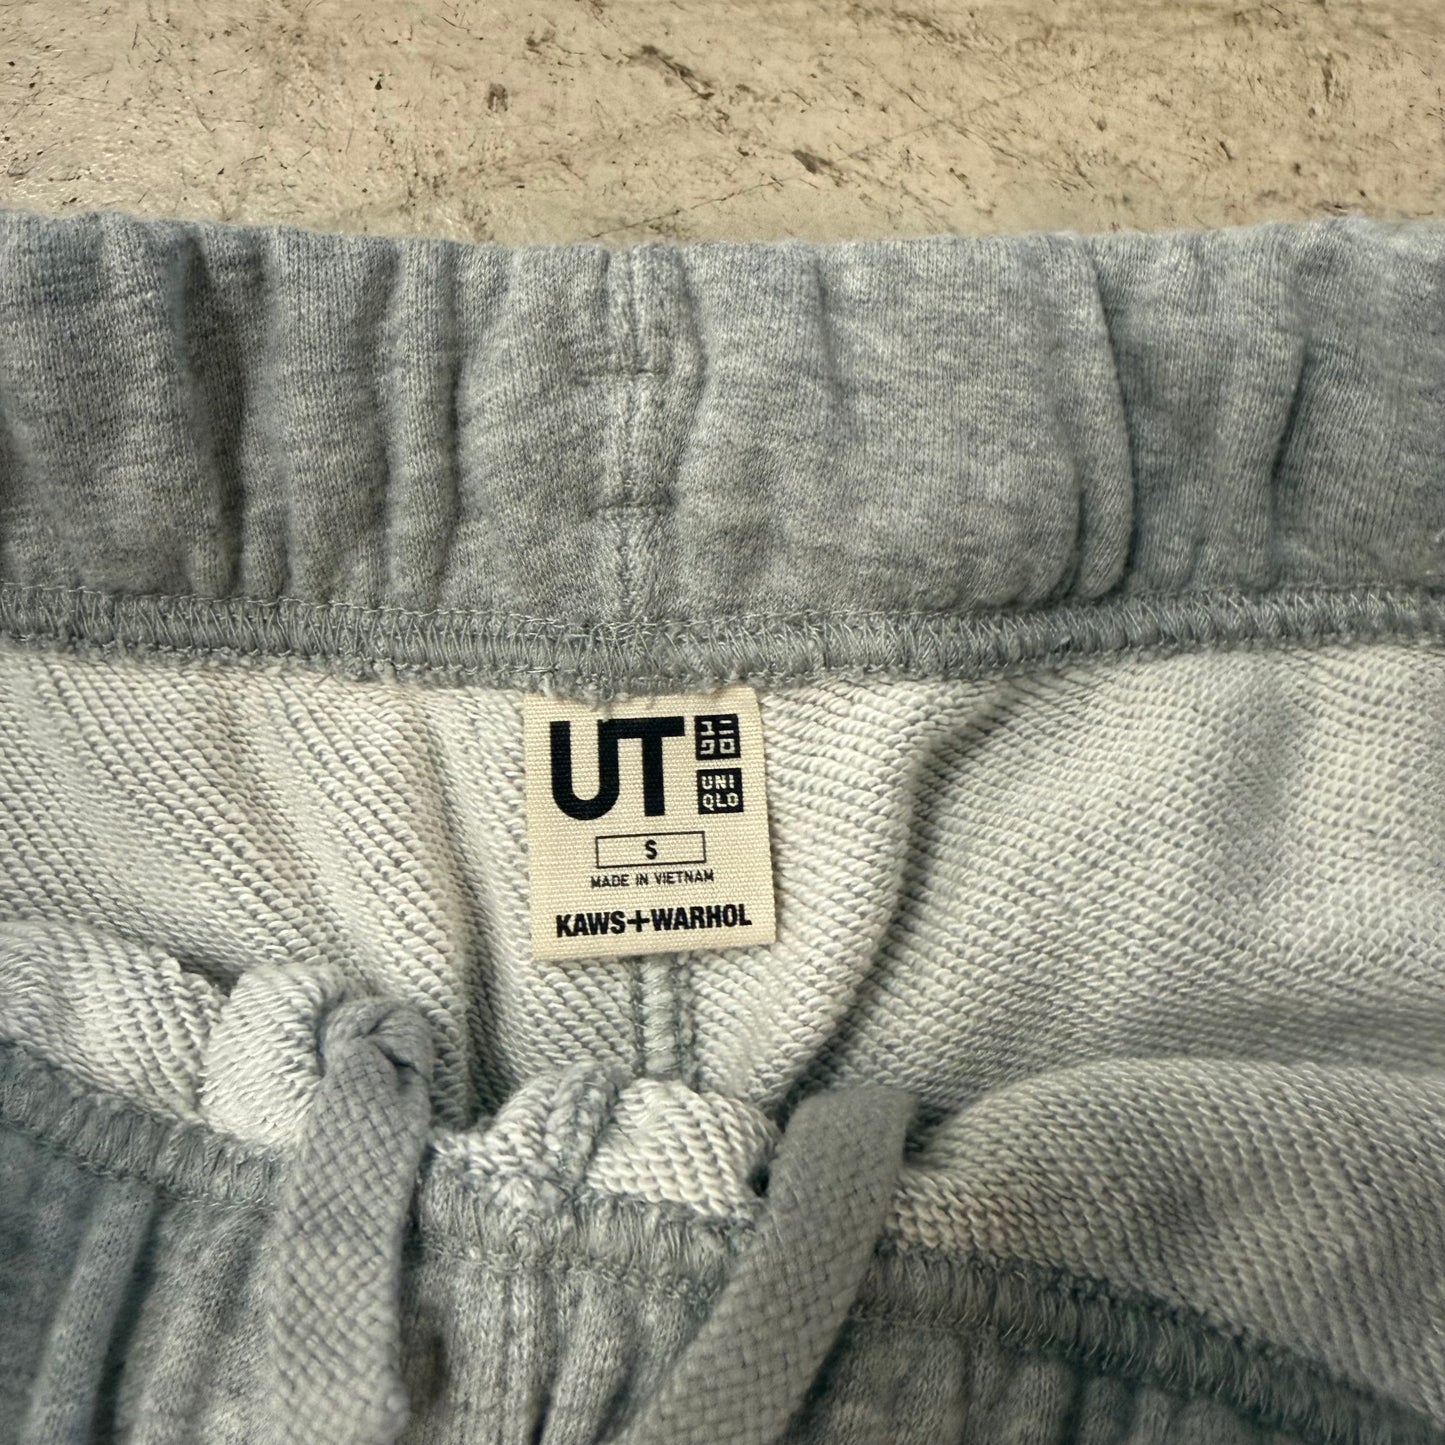 UT
ユニ
クロ
UNI
QLO
S
MADE IN VIETNAM
KAWS+WARHOL